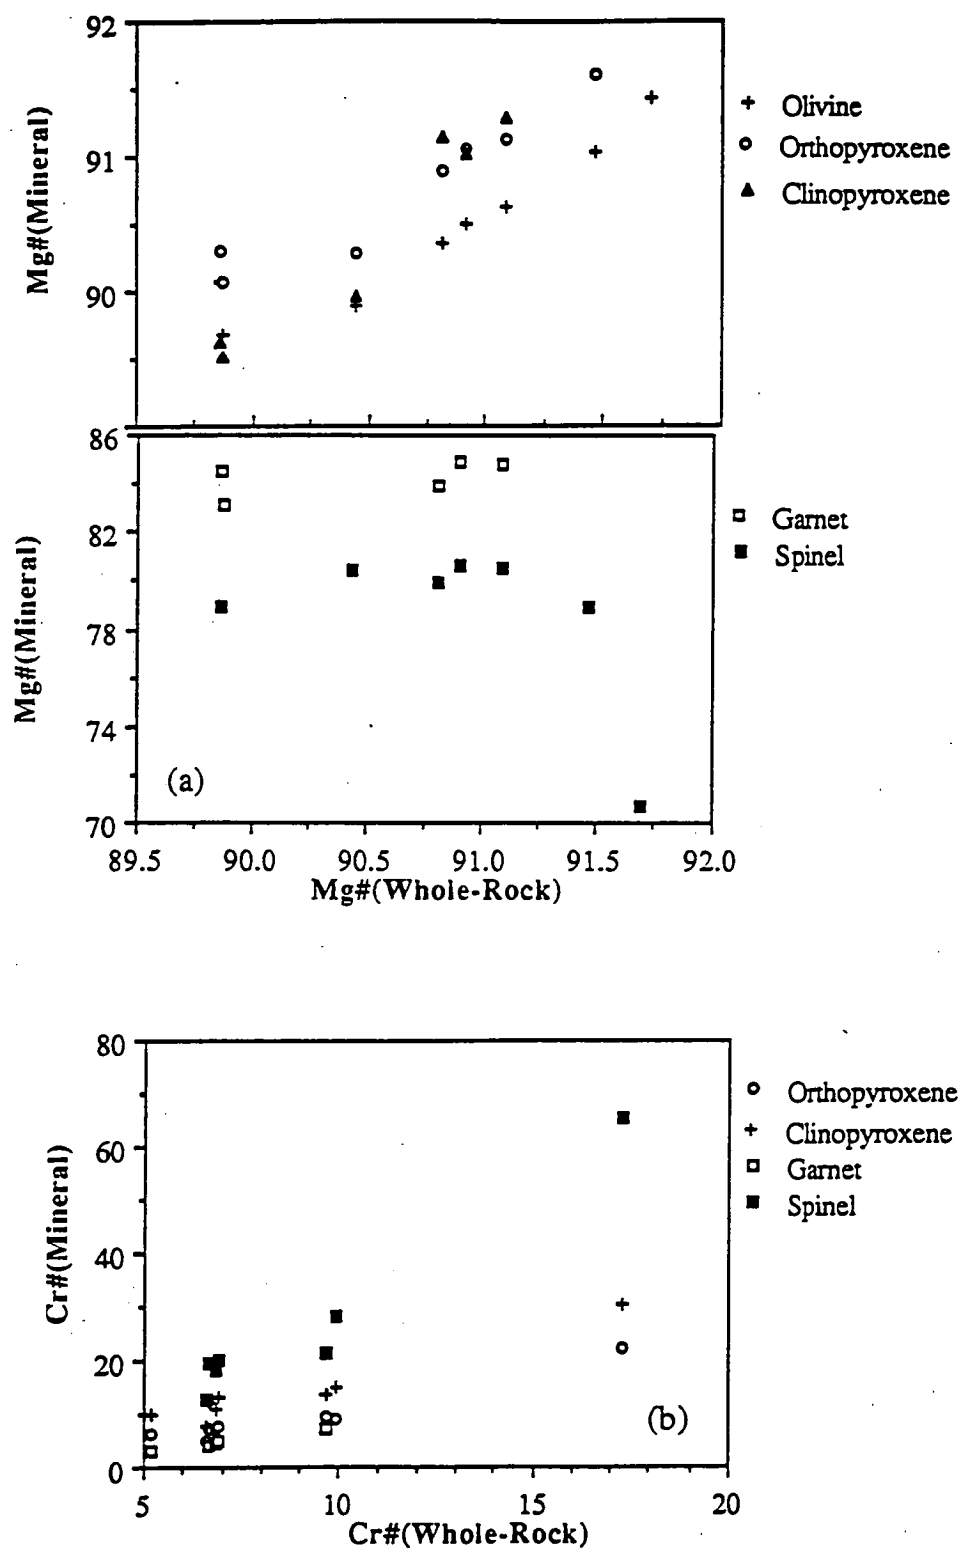 92
91
90
Mg#(Mineral)
+ Olivine
Orthopyroxene
Clinopyroxene
86
82
78
74
70
Mg#(Mineral)
Garnet
Spinel
(a)
89.5 90.0 90.5 91.0 91.5 92.0
Mg#(Whole-Rock)
80
60
40
20
0
Cr#(Mineral)
Orthopyroxene
+ Clinopyroxene
Garnet
Spinel
(b)
5 10 15 20
Cr#(Whole-Rock)